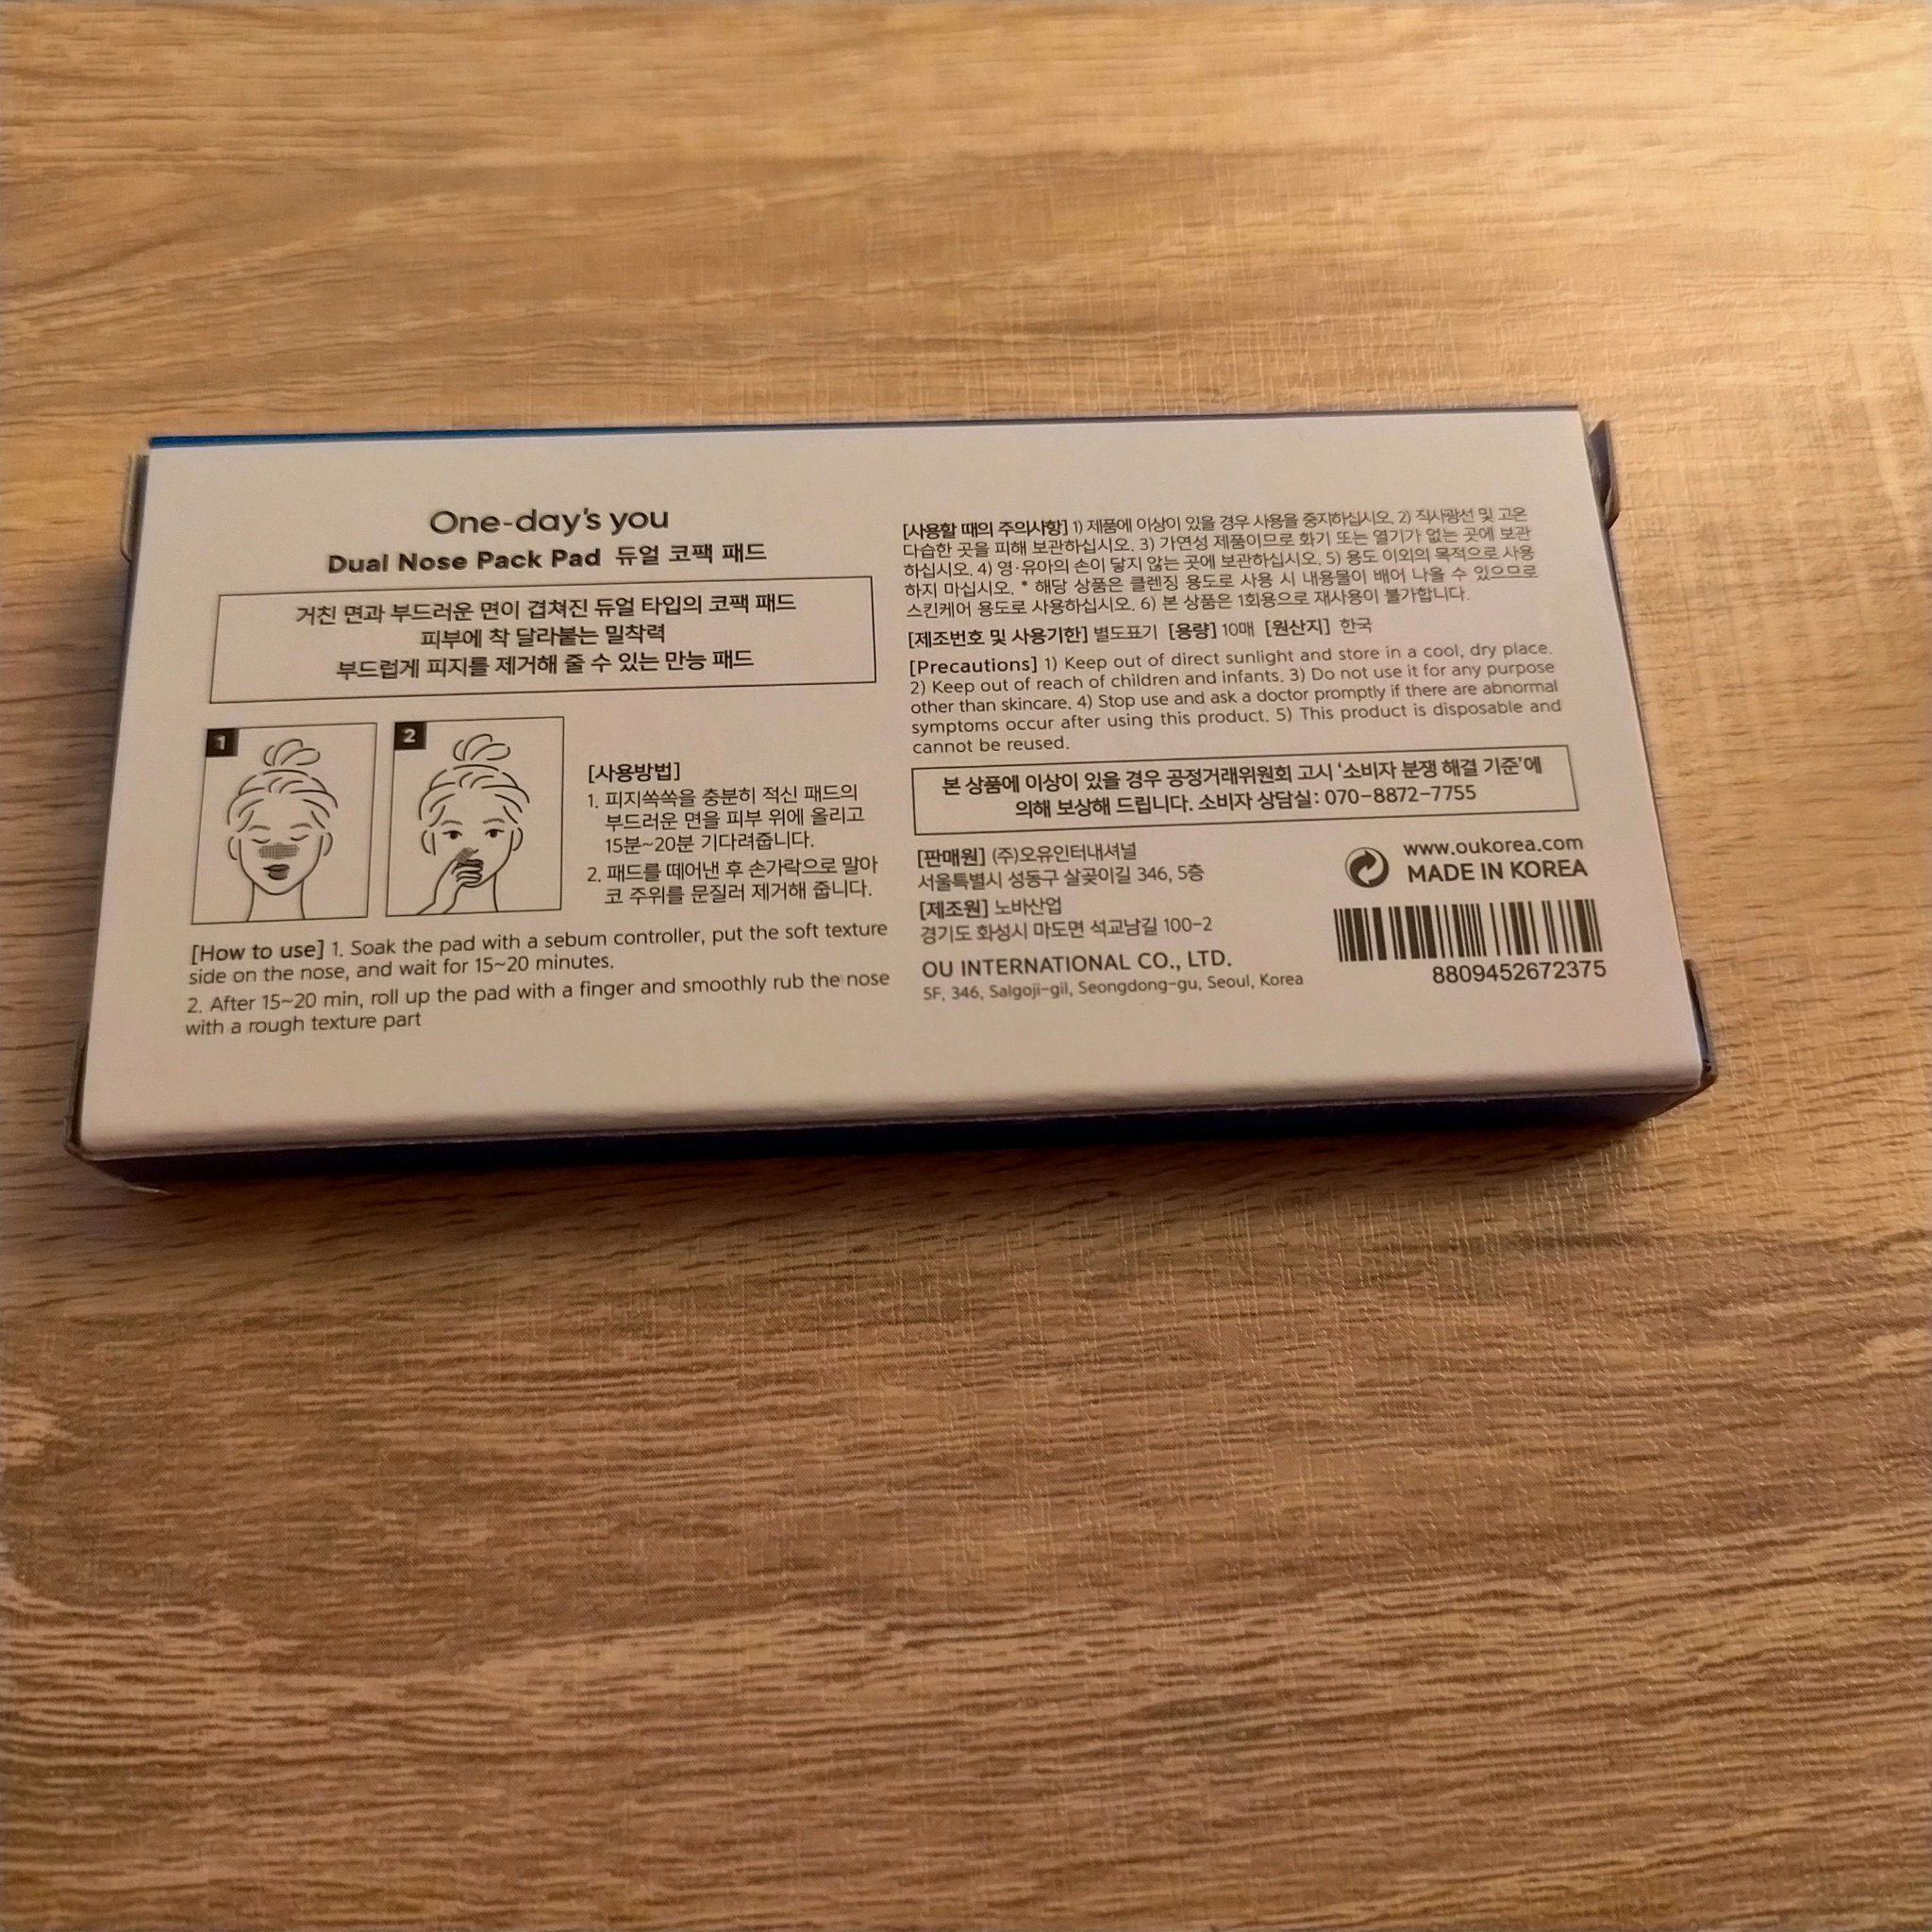 One-day's you
Dual Nose Pack Pad 듀얼 코팩 패드
거친 면과 부드러운 면이 겹쳐진 듀얼 타입의 코팩 패드
피부에 착 달라붙는 밀착력
부드럽게 피지를 제거해 줄 수 있는 만능 패드
1
2
[사용방법]
1. 피지쏙쏙을 충분히 적신 패드의
부드러운 면을 피부 위에 올리고
15분~20분 기다려줍니다.
2. 패드를 떼어낸 후 손가락으로 말아
코 주위를 문질러 제거해 줍니다.
[How to use] 1. Soak the pad with a sebum controller, put the soft texture
side on the nose, and wait for 15~20 minutes.
2. After 15~20 min, roll up the pad with a finger and smoothly rub the nose
with a rough texture part
[사용할 때의 주의사항] 1) 제품에 이상이 있을 경우 사용을 중지하십시오. 2) 직사광선 및 고온
다습한 곳을 피해 보관하십시오. 3) 가연성 제품이므로 화기 또는 열기가 없는 곳에 보관
하십시오. 4) 영·유아의 손이 닿지 않는 곳에 보관하십시오. 5) 용도 이외의 목적으로 사용
하지 마십시오. * 해당 상품은 클렌징 용도로 사용 시 내용물이 배어 나올 수 있으므로
스킨케어 용도로 사용하십시오. 6) 본 상품은 1회용으로 재사용이 불가합니다.
[제조번호 및 사용기한] 별도표기 [용량] 10매 [원산지] 한국
[Precautions] 1) Keep out of direct sunlight and store in a cool, dry place.
2) Keep out of reach of children and infants. 3) Do not use it for any purpose
other than skincare. 4) Stop use and ask a doctor promptly if there are abnormal
symptoms occur after using this product. 5) This product is disposable and
cannot be reused.
본 상품에 이상이 있을 경우 공정거래위원회 고시 '소비자 분쟁 해결 기준'에
의해 보상해 드립니다. 소비자 상담실: 070-8872-7755
[판매원] (주)오유인터내셔널
서울특별시 성동구 살곶이길 346, 5층
[제조원] 노바산업
경기도 화성시 마도면 석교남길 100-2
OU INTERNATIONAL CO., LTD.
5F, 346, Salgoji-gil, Seongdong-gu, Seoul, Korea
www.oukorea.com
MADE IN KOREA
8809452672375